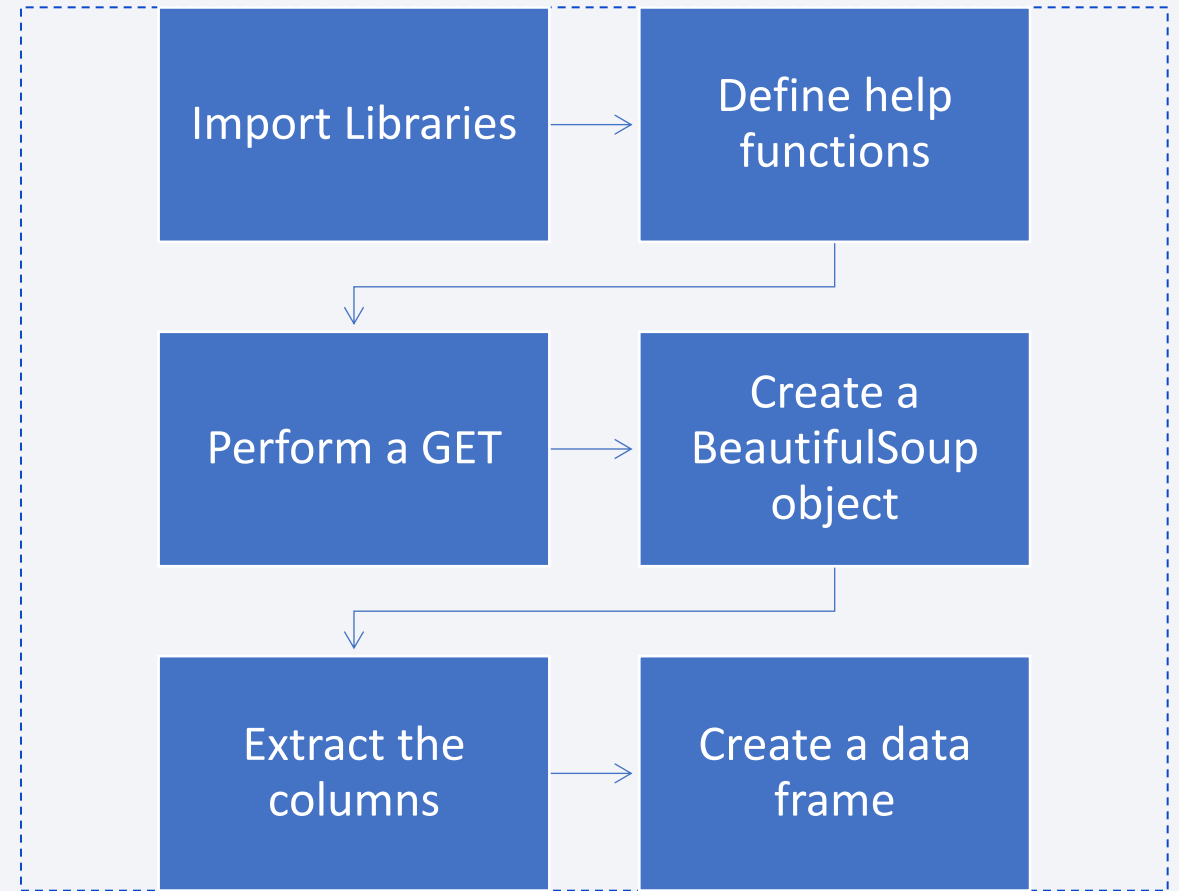 Import Libraries
Define help
functions
Perform a GET
Create a
BeautifulSoup
object
Extract the
columns
Create a data
frame